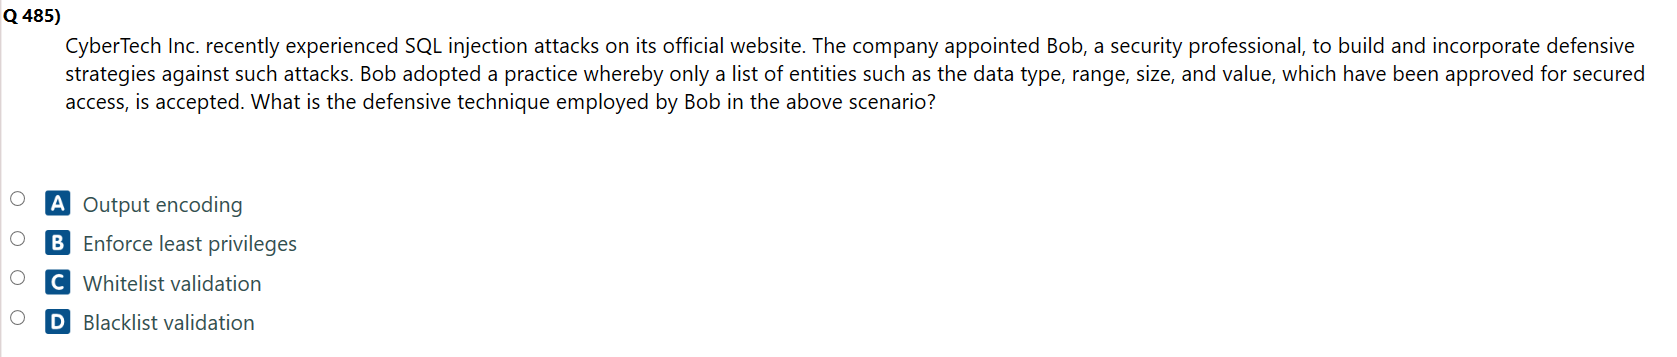 Q 485)
CyberTech Inc. recently experienced SQL injection attacks on its official website. The company appointed Bob, a security professional, to build and incorporate defensive
strategies against such attacks. Bob adopted a practice whereby only a list of entities such as the data type, range, size, and value, which have been approved for secured
access, is accepted. What is the defensive technique employed by Bob in the above scenario?
A Output encoding
B Enforce least privileges
C Whitelist validation
D Blacklist validation